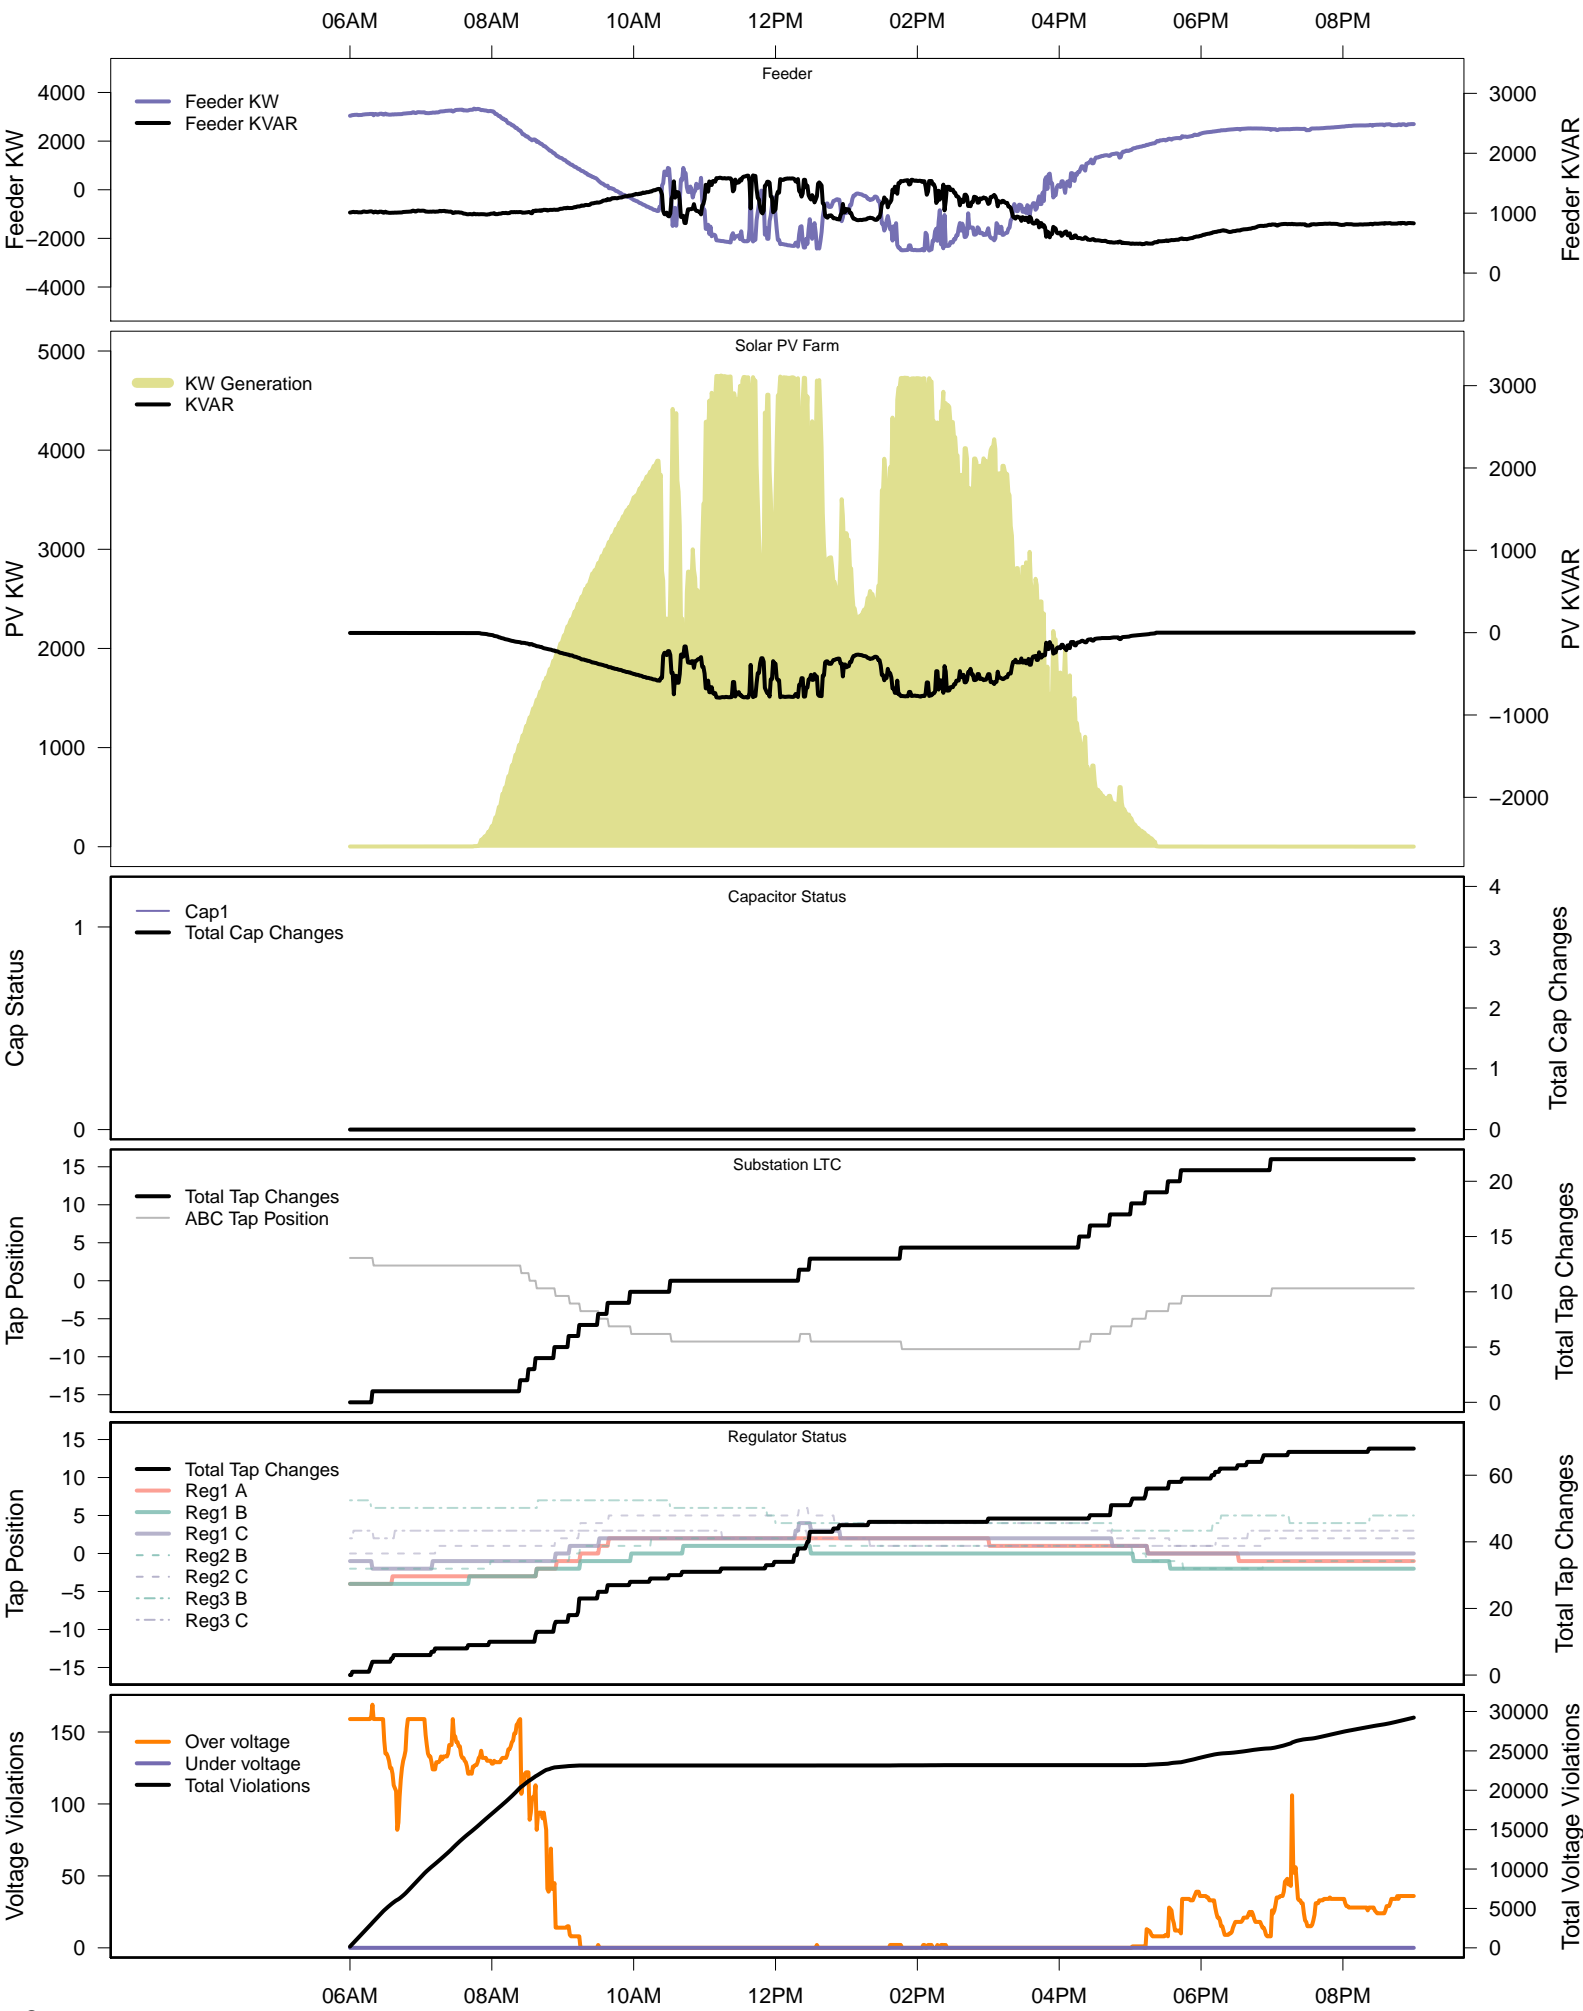 06AM 08AM 10AM 12PM 02PM 04PM 06PM 08PM
Feeder
Feeder KW
Feeder KVAR
4000
2000
0
−2000
−4000
Feeder KW
3000
2000
1000
0
Feeder KVAR
Solar PV Farm
KW Generation
KVAR
5000
4000
3000
2000
1000
0
PV KW
3000
2000
1000
0
−1000
−2000
PV KVAR
Capacitor Status
Cap1
Total Cap Changes
1
0
Cap Status
4
3
2
1
0
Total Cap Changes
Substation LTC
Total Tap Changes
ABC Tap Position
15
10
5
0
−5
−10
−15
Tap Position
20
15
10
5
0
Total Tap Changes
Regulator Status
Total Tap Changes
Reg1 A
Reg1 B
Reg1 C
Reg2 B
Reg2 C
Reg3 B
Reg3 C
15
10
5
0
−5
−10
−15
Tap Position
60
40
20
0
Total Tap Changes
Over voltage
Under voltage
Total Violations
150
100
50
0
Voltage Violations
30000
25000
20000
15000
10000
5000
0
Total Voltage Violations
06AM 08AM 10AM 12PM 02PM 04PM 06PM 08PM